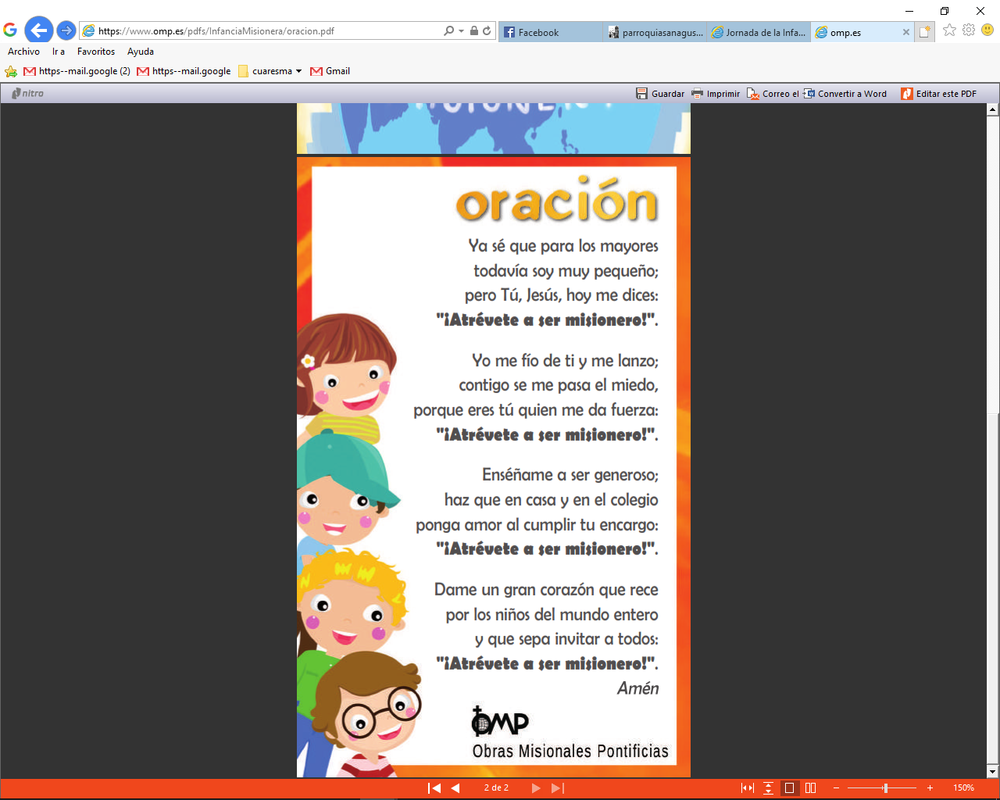 https://www.omp.es/pdfs/InfanciaMisionera/oracion.pdf
Facebook
parroquiasanagus...
Jornada de la Infa...
omp.es
Archivo Ir a Favoritos Ayuda
https--mail.google (2) https--mail.google cuaresma Gmail
nitro
Guardar Imprimir Correo el Convertir a Word Editar este PDF
oración
Ya sé que para los mayores
todavía soy muy pequeño;
pero Tú, Jesús, hoy me dices:
"¡Atrévete a ser misionero!".
Yo me fío de ti y me lanzo;
contigo se me pasa el miedo,
porque eres tú quien me da fuerza:
"¡Atrévete a ser misionero!".
Enséñame a ser generoso;
haz que en casa y en el colegio
ponga amor al cumplir tu encargo:
"¡Atrévete a ser misionero!".
Dame un gran corazón que rece
por los niños del mundo entero
y que sepa invitar a todos:
"¡Atrévete a ser misionero!".
Amén
OMP
Obras Misionales Pontificias
2 de 2
150%